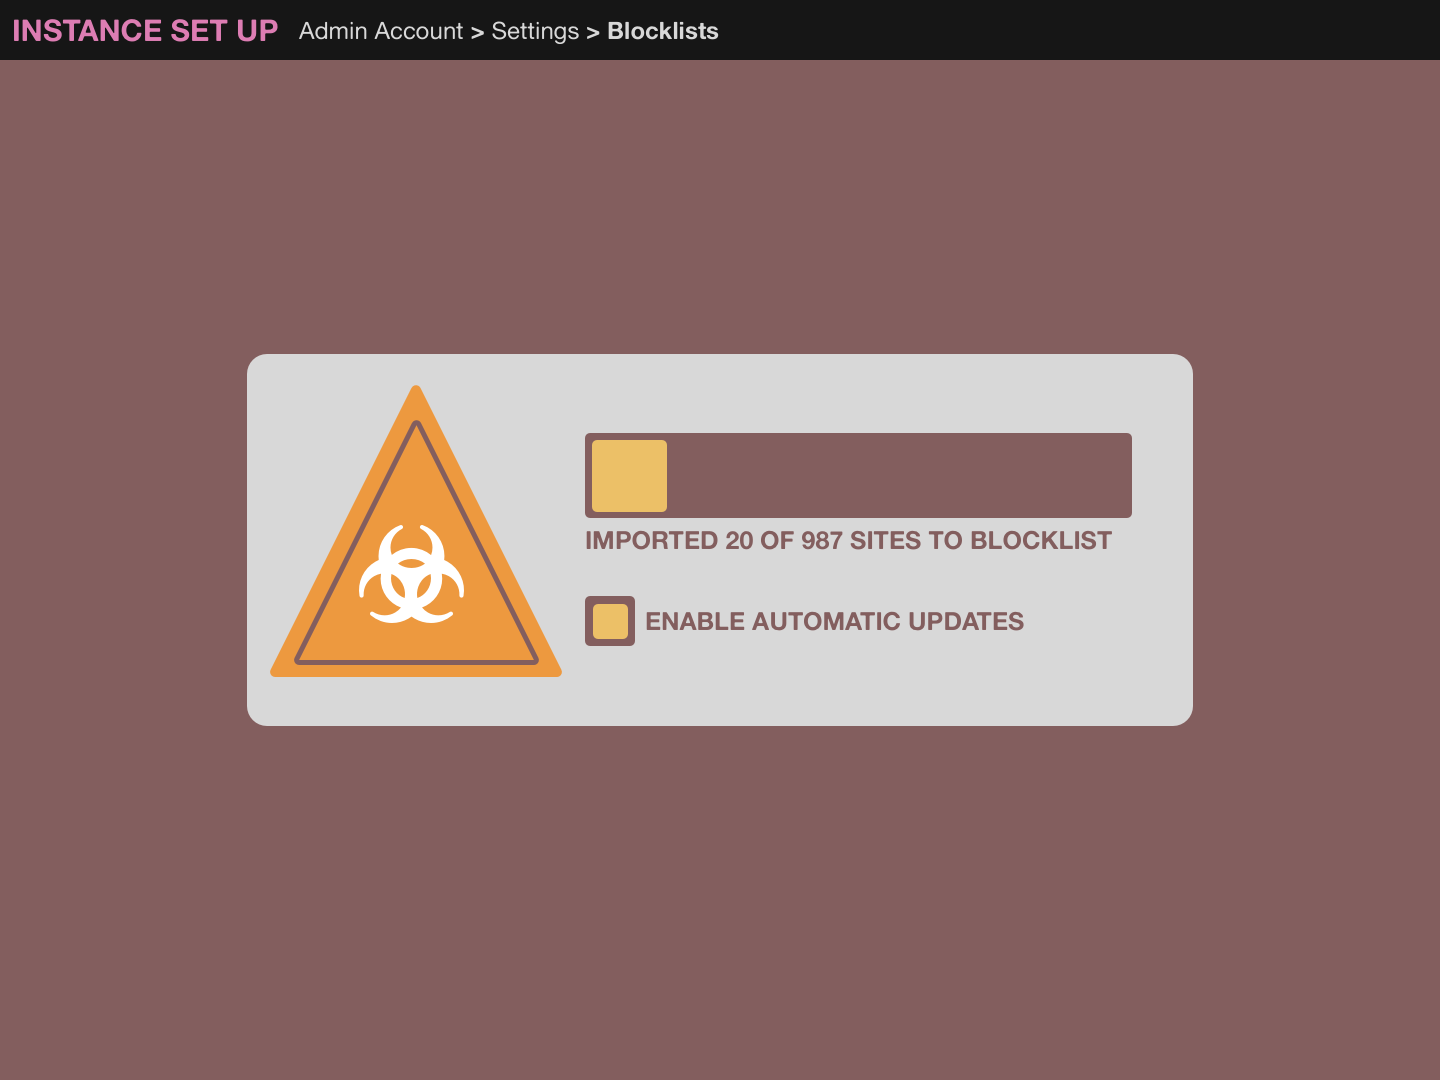 INSTANCE SET UP Admin Account > Settings > Blocklists
IMPORTED 20 OF 987 SITES TO BLOCKLIST
ENABLE AUTOMATIC UPDATES